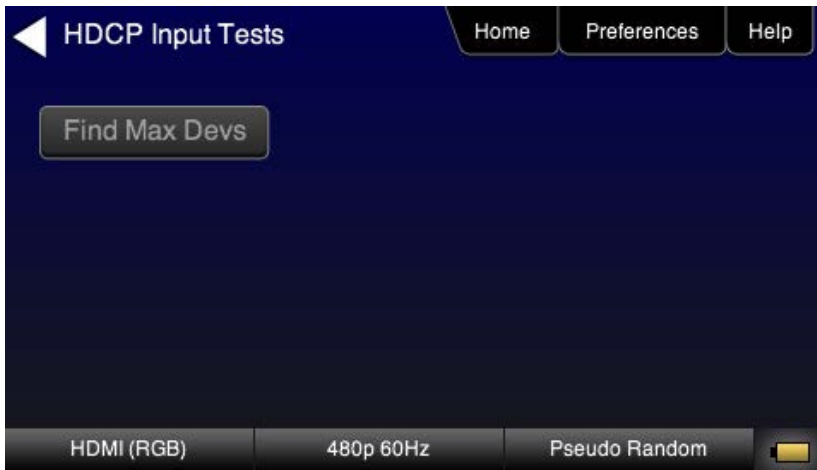 HDCP Input Tests
Home
Preferences
Help
Find Max Devs
HDMI (RGB)
480p 60Hz
Pseudo Random